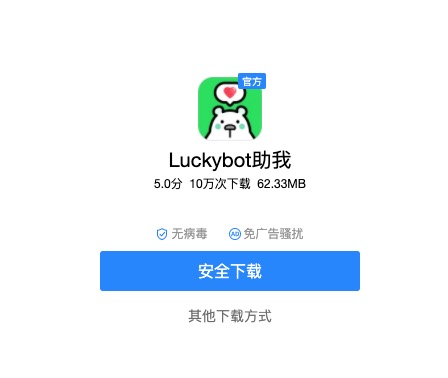 官方
Luckybot助我
5.0分 10万次下载 62.33MB
无病毒 AD 免广告骚扰
安全下载
其他下载方式